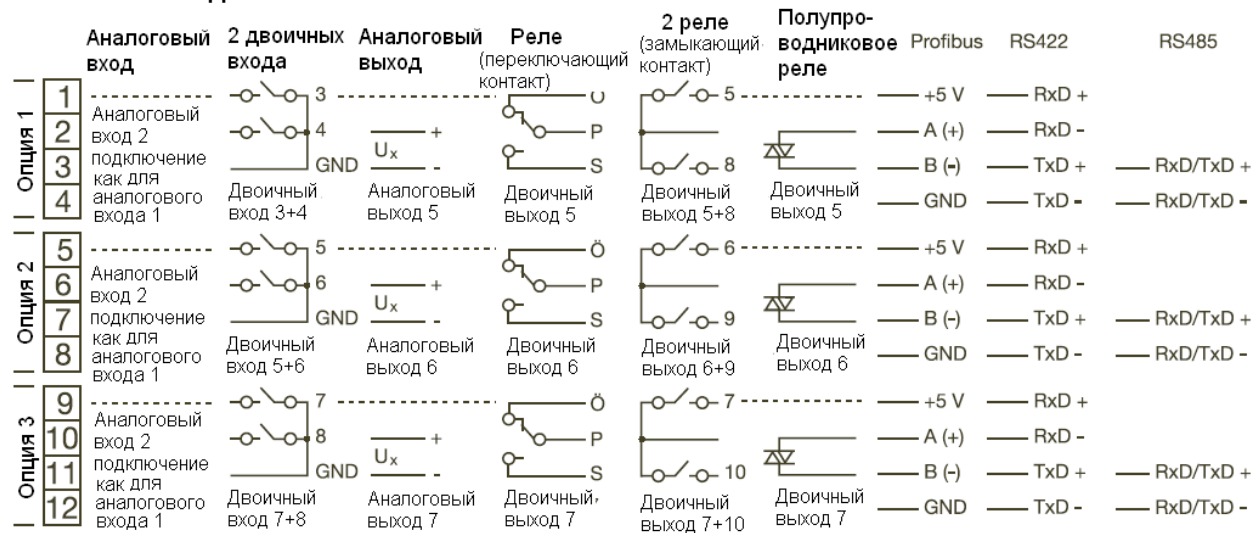 Аналоговый вход
2 двоичных входа
Аналоговый выход
Реле (переключающий контакт)
2 реле (замыкающий контакт)
Полупро-
водниковое
реле
Profibus
RS422
RS485
Опция 1
1
2
3
4
Аналоговый
вход 2
подключение
как для
аналогового
входа 1
3
4
GND
Двоичный
вход 3+4
+
Ux
-
Аналоговый
выход 5
P
S
Двоичный
выход 5
5
8
Двоичный
выход 5+8
Двоичный
выход 5
+5 V
A (+)
B (-)
GND
RxD +
RxD -
TxD +
TxD -
RxD/TxD +
RxD/TxD -
Опция 2
5
6
7
8
Аналоговый
вход 2
подключение
как для
аналогового
входа 1
5
6
GND
Двоичный
вход 5+6
+
Ux
-
Аналоговый
выход 6
Ö
P
S
Двоичный
выход 6
6
9
Двоичный
выход 6+9
Двоичный
выход 6
+5 V
A (+)
B (-)
GND
RxD +
RxD -
TxD +
TxD -
RxD/TxD +
RxD/TxD -
Опция 3
9
10
11
12
Аналоговый
вход 2
подключение
как для
аналогового
входа 1
7
8
GND
Двоичный
вход 7+8
+
Ux
-
Аналоговый
выход 7
Ö
P
S
Двоичный
выход 7
7
10
Двоичный
выход 7+10
Двоичный
выход 7
+5 V
A (+)
B (-)
GND
RxD +
RxD -
TxD +
TxD -
RxD/TxD +
RxD/TxD -